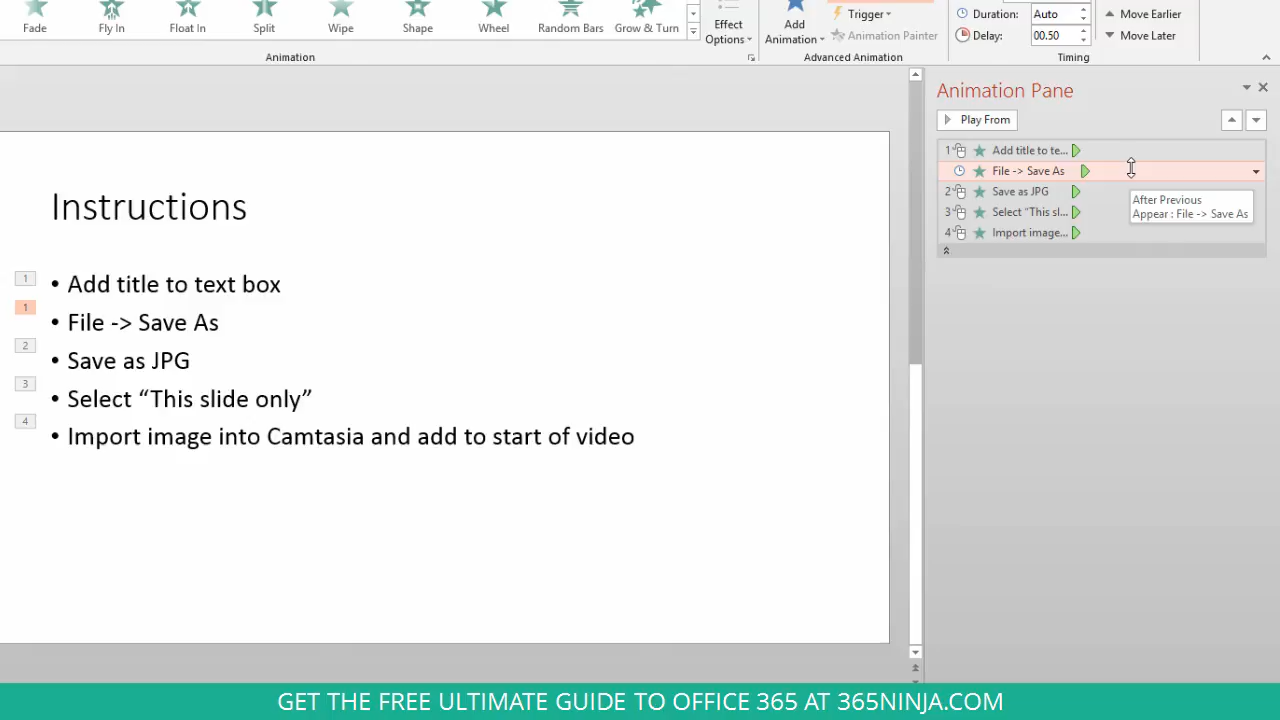 Fade
Fly In
Float In
Split
Wipe
Shape
Wheel
Random Bars
Grow & Turn
Effect
Options
Add
Animation
Trigger
Animation Painter
Duration: Auto
Delay: 00.50
Move Earlier
Move Later
Animation
Advanced Animation
Timing
Animation Pane
Play From
1 Add title to te...
File -> Save As
2 Save as JPG
3 Select “This sl...
4 Import image...
After Previous
Appear : File -> Save As
Instructions
1 • Add title to text box
1 • File -> Save As
2 • Save as JPG
3 • Select “This slide only”
4 • Import image into Camtasia and add to start of video
GET THE FREE ULTIMATE GUIDE TO OFFICE 365 AT 365NINJA.COM